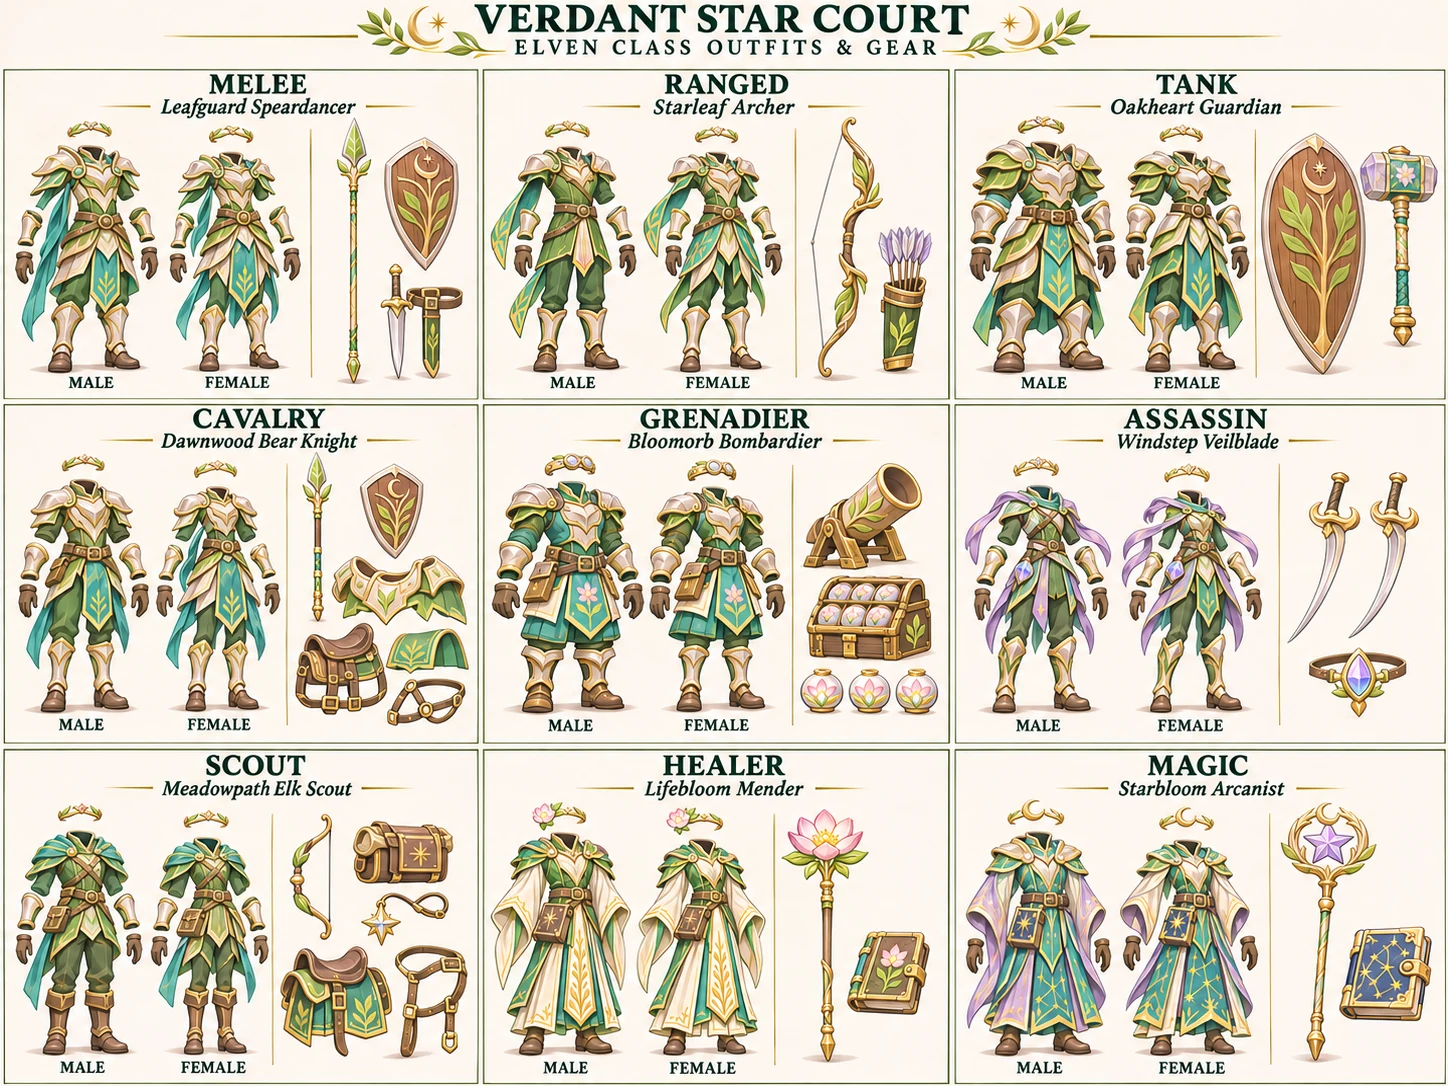 VERDANT STAR COURT
ELVEN CLASS OUTFITS & GEAR
MELEE
Leafguard Speardancer
MALE
FEMALE
RANGED
Starleaf Archer
MALE
FEMALE
TANK
Oakheart Guardian
MALE
FEMALE
CAVALRY
Dawnwood Bear Knight
MALE
FEMALE
GRENADIER
Bloomorb Bombardier
MALE
FEMALE
ASSASSIN
Windstep Veilblade
MALE
FEMALE
SCOUT
Meadowpath Elk Scout
MALE
FEMALE
HEALER
Lifebloom Mender
MALE
FEMALE
MAGIC
Starbloom Arcanist
MALE
FEMALE